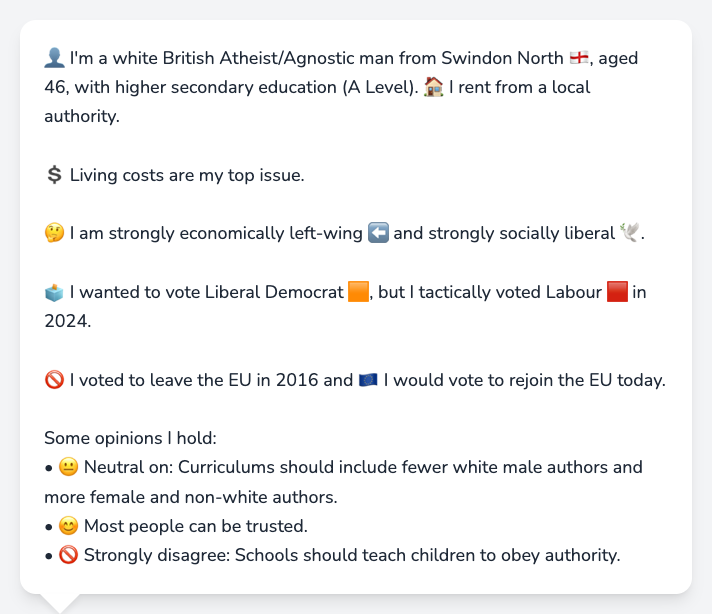 👤 I'm a white British Atheist/Agnostic man from Swindon North 🏴󠁧󠁢󠁥󠁮󠁧󠁿, aged
46, with higher secondary education (A Level). 🏠 I rent from a local
authority.
💲 Living costs are my top issue.
🤔 I am strongly economically left-wing ⬅️ and strongly socially liberal 🕊️.
🗳️ I wanted to vote Liberal Democrat 🟧, but I tactically voted Labour 🟥 in
2024.
🚫 I voted to leave the EU in 2016 and 🇪🇺 I would vote to rejoin the EU today.
Some opinions I hold:
• 😐 Neutral on: Curriculums should include fewer white male authors and
more female and non-white authors.
• 😊 Most people can be trusted.
• 🚫 Strongly disagree: Schools should teach children to obey authority.